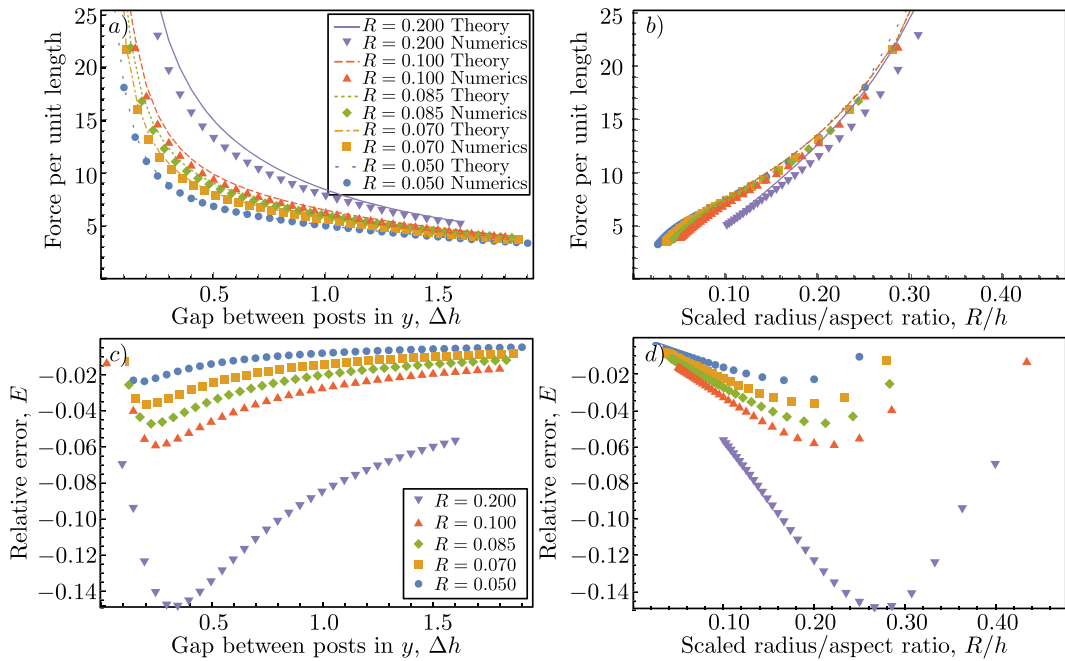 a)
25
20
15
10
5
0.5
1.0
1.5
Force per unit length
Gap between posts in y, Δh
R = 0.200 Theory
R = 0.200 Numerics
R = 0.100 Theory
R = 0.100 Numerics
R = 0.085 Theory
R = 0.085 Numerics
R = 0.070 Theory
R = 0.070 Numerics
R = 0.050 Theory
R = 0.050 Numerics
b)
25
20
15
10
5
0.10
0.20
0.30
0.40
Force per unit length
Scaled radius/aspect ratio, R/h
c)
−0.02
−0.04
−0.06
−0.08
−0.10
−0.12
−0.14
0.5
1.0
1.5
Relative error, E
Gap between posts in y, Δh
R = 0.200
R = 0.100
R = 0.085
R = 0.070
R = 0.050
d)
−0.02
−0.04
−0.06
−0.08
−0.10
−0.12
−0.14
0.10
0.20
0.30
0.40
Relative error, E
Scaled radius/aspect ratio, R/h